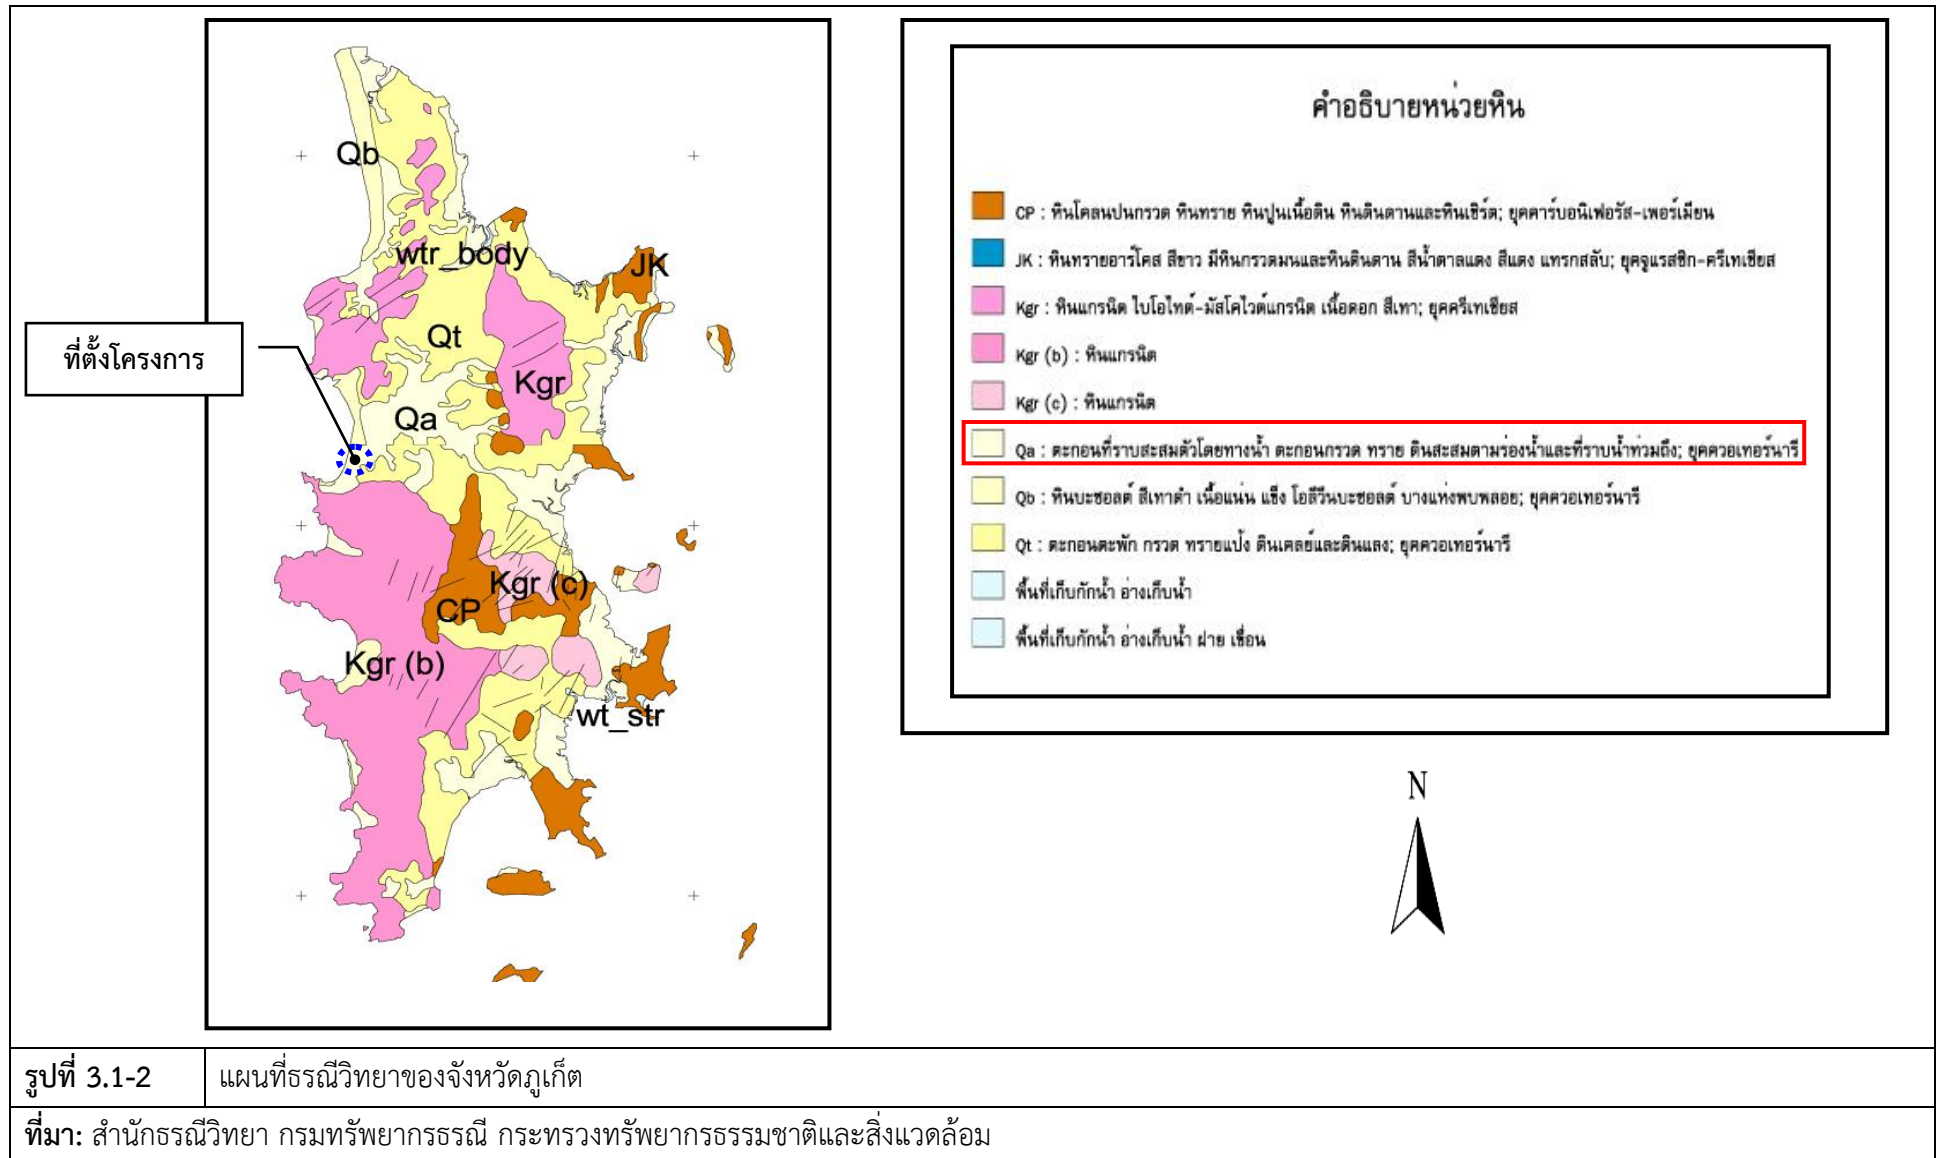 Qb
wtr_body
JK
Qt
ที่ตั้งโครงการ
Kgr
Qa
Kgr (c)
CP
Kgr (b)
wt_str
คำอธิบายหน่วยหิน
CP : หินโคลนปนกรวด หินทราย หินปูนเนื้อดิน หินดินดานและหินเชิร์ต; ยุคคาร์บอนิเฟอรัส-เพอร์เมียน
JK : หินทรายอาร์โคส สีขาว มีหินกรวดมนและหินดินดาน สีน้ำตาลแดง สีแดง แทรกสลับ; ยุคจูแรสซิก-ครีเทเชียส
Kgr : หินแกรนิต ไบโอไทต์-มัสโคไวต์แกรนิต เนื้อดอก สีเทา; ยุคครีเทเชียส
Kgr (b) : หินแกรนิต
Kgr (c) : หินแกรนิต
Qa : ตะกอนที่ราบสะสมตัวโดยทางน้ำ ตะกอนกรวด ทราย ดินสะสมตามร่องน้ำและที่ราบน้ำท่วมถึง; ยุคควอเทอร์นารี
Qb : หินบะซอลต์ สีเทาดำ เนื้อแน่น แข็ง โอลิวีนบะซอลต์ บางแห่งพบพลอย; ยุคควอเทอร์นารี
Qt : ตะกอนตะพัก กรวด ทรายแป้ง ดินเคลย์และดินแลง; ยุคควอเทอร์นารี
พื้นที่เก็บกักน้ำ อ่างเก็บน้ำ
พื้นที่เก็บกักน้ำ อ่างเก็บน้ำ ฝาย เขื่อน
N
รูปที่ 3.1-2 แผนที่ธรณีวิทยาของจังหวัดภูเก็ต
ที่มา: สำนักธรณีวิทยา กรมทรัพยากรธรณี กระทรวงทรัพยากรธรรมชาติและสิ่งแวดล้อม